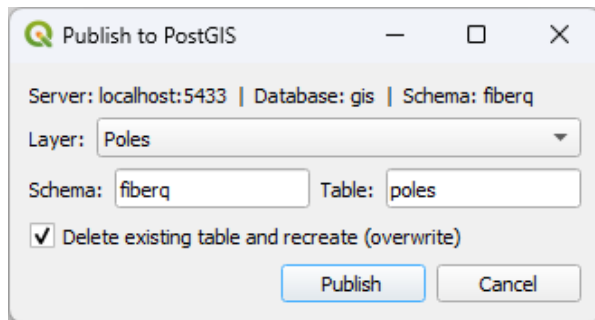 Publish to PostGIS
Server: localhost:5433 | Database: gis | Schema: fiberq
Layer: Poles
Schema: fiberq Table: poles
Delete existing table and recreate (overwrite)
Publish Cancel